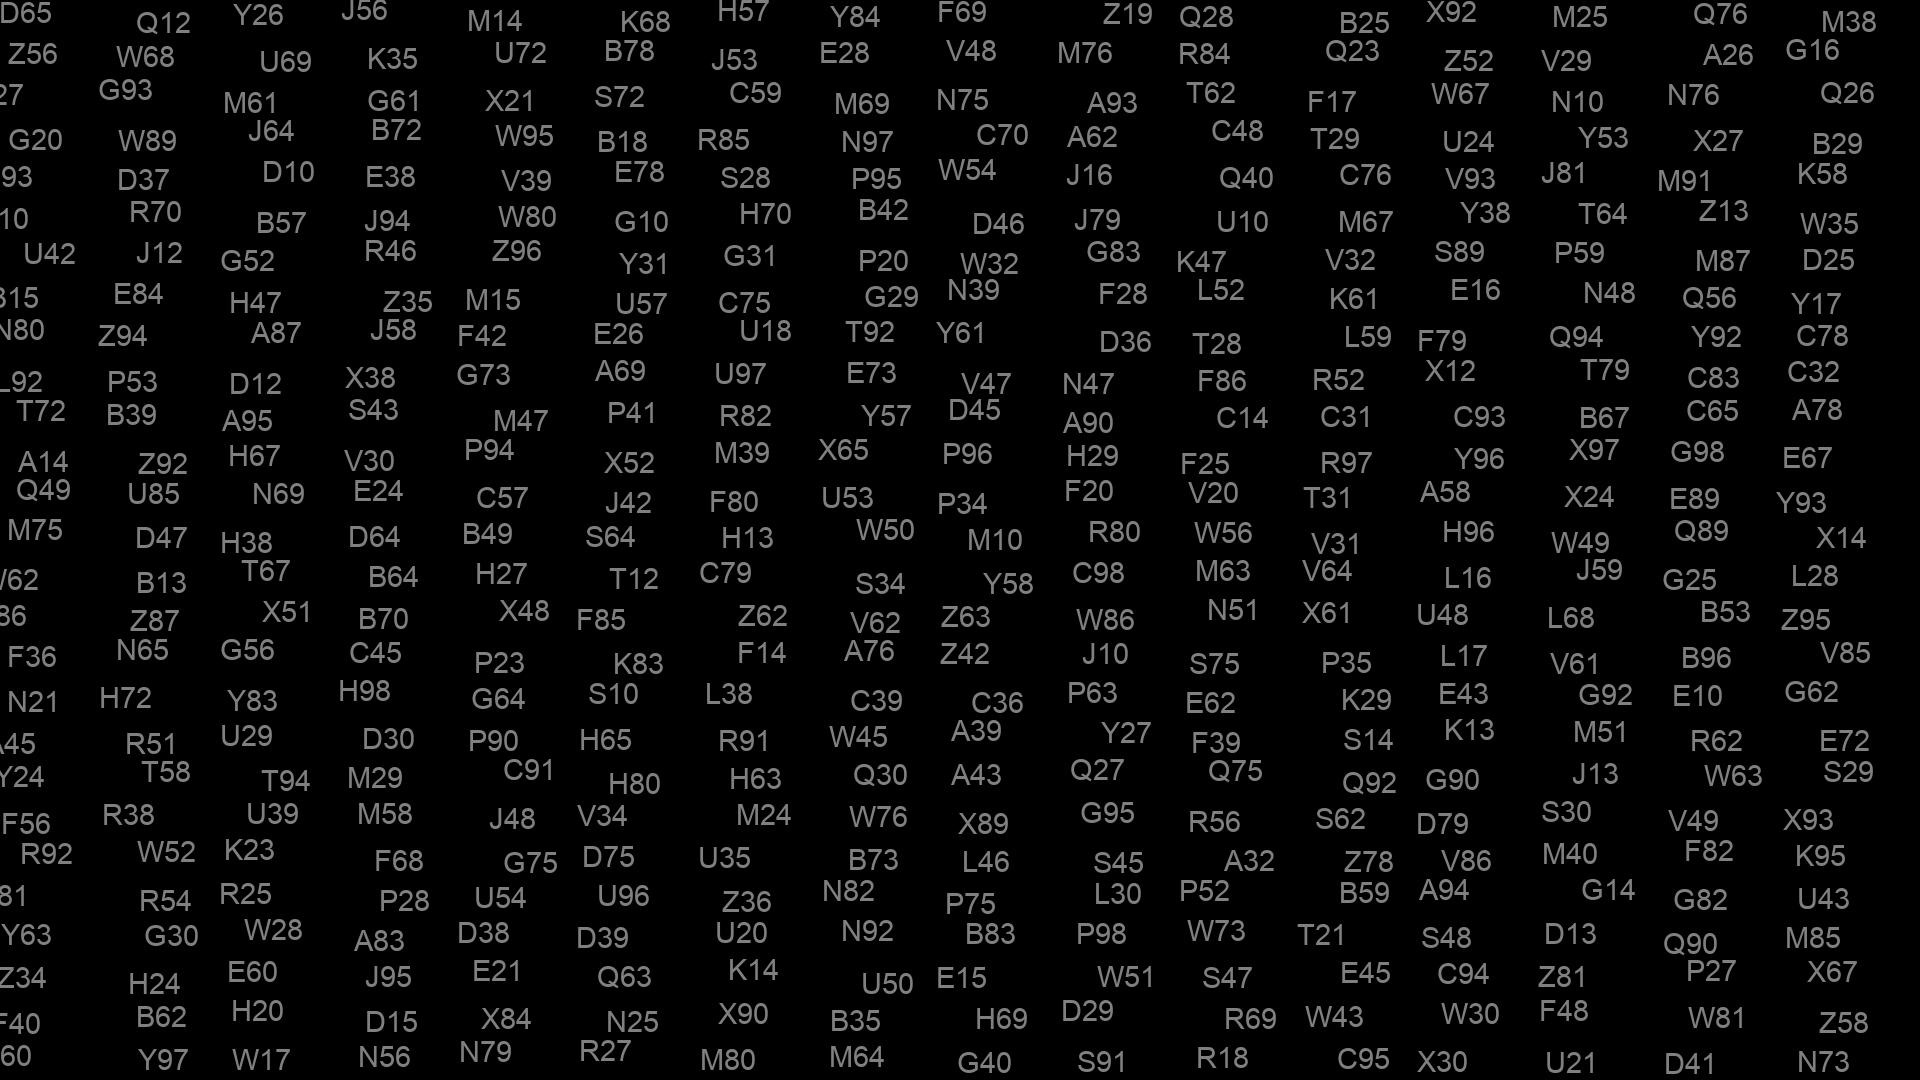 D65 Q12 Y26 J56 M14 K68 H57 Y84 F69 Z19 Q28 B25 X92 M25 Q76 M38
Z56 W68 U69 K35 U72 B78 J53 E28 V48 M76 R84 Q23 Z52 V29 A26 G16
27 G93 M61 G61 X21 S72 C59 M69 N75 A93 T62 F17 W67 N10 N76 Q26
G20 W89 J64 B72 W95 B18 R85 N97 C70 A62 C48 T29 U24 Y53 X27 B29
93 D37 D10 E38 V39 E78 S28 P95 W54 J16 Q40 C76 V93 J81 M91 K58
10 R70 B57 J94 W80 G10 H70 B42 D46 J79 U10 M67 Y38 T64 Z13 W35
U42 J12 G52 R46 Z96 Y31 G31 P20 W32 G83 K47 V32 S89 P59 M87 D25
B15 E84 H47 Z35 M15 U57 C75 G29 N39 F28 L52 K61 E16 N48 Q56 Y17
N80 Z94 A87 J58 F42 E26 U18 T92 Y61 D36 T28 L59 F79 Q94 Y92 C78
L92 P53 D12 X38 G73 A69 U97 E73 V47 N47 F86 R52 X12 T79 C83 C32
T72 B39 A95 S43 M47 P41 R82 Y57 D45 A90 C14 C31 C93 B67 C65 A78
A14 Z92 H67 V30 P94 X52 M39 X65 P96 H29 F25 R97 Y96 X97 G98 E67
Q49 U85 N69 E24 C57 J42 F80 U53 P34 F20 V20 T31 A58 X24 E89 Y93
M75 D47 H38 D64 B49 S64 H13 W50 M10 R80 W56 V31 H96 W49 Q89 X14
W62 B13 T67 B64 H27 T12 C79 S34 Y58 C98 M63 V64 L16 J59 G25 L28
86 Z87 X51 B70 X48 F85 Z62 V62 Z63 W86 N51 X61 U48 L68 B53 Z95
F36 N65 G56 C45 P23 K83 F14 A76 Z42 J10 S75 P35 L17 V61 B96 V85
N21 H72 Y83 H98 G64 S10 L38 C39 C36 P63 E62 K29 E43 G92 E10 G62
A45 R51 U29 D30 P90 H65 R91 W45 A39 Y27 F39 S14 K13 M51 R62 E72
Y24 T58 T94 M29 C91 H80 H63 Q30 A43 Q27 Q75 Q92 G90 J13 W63 S29
F56 R38 U39 M58 J48 V34 M24 W76 X89 G95 R56 S62 D79 S30 V49 X93
R92 W52 K23 F68 G75 D75 U35 B73 L46 S45 A32 Z78 V86 M40 F82 K95
81 R54 R25 P28 U54 U96 Z36 N82 P75 L30 P52 B59 A94 G14 G82 U43
Y63 G30 W28 A83 D38 D39 U20 N92 B83 P98 W73 T21 S48 D13 Q90 M85
Z34 H24 E60 J95 E21 Q63 K14 U50 E15 W51 S47 E45 C94 Z81 P27 X67
F40 B62 H20 D15 X84 N25 X90 B35 H69 D29 R69 W43 W30 F48 W81 Z58
60 Y97 W17 N56 N79 R27 M80 M64 G40 S91 R18 C95 X30 U21 D41 N73